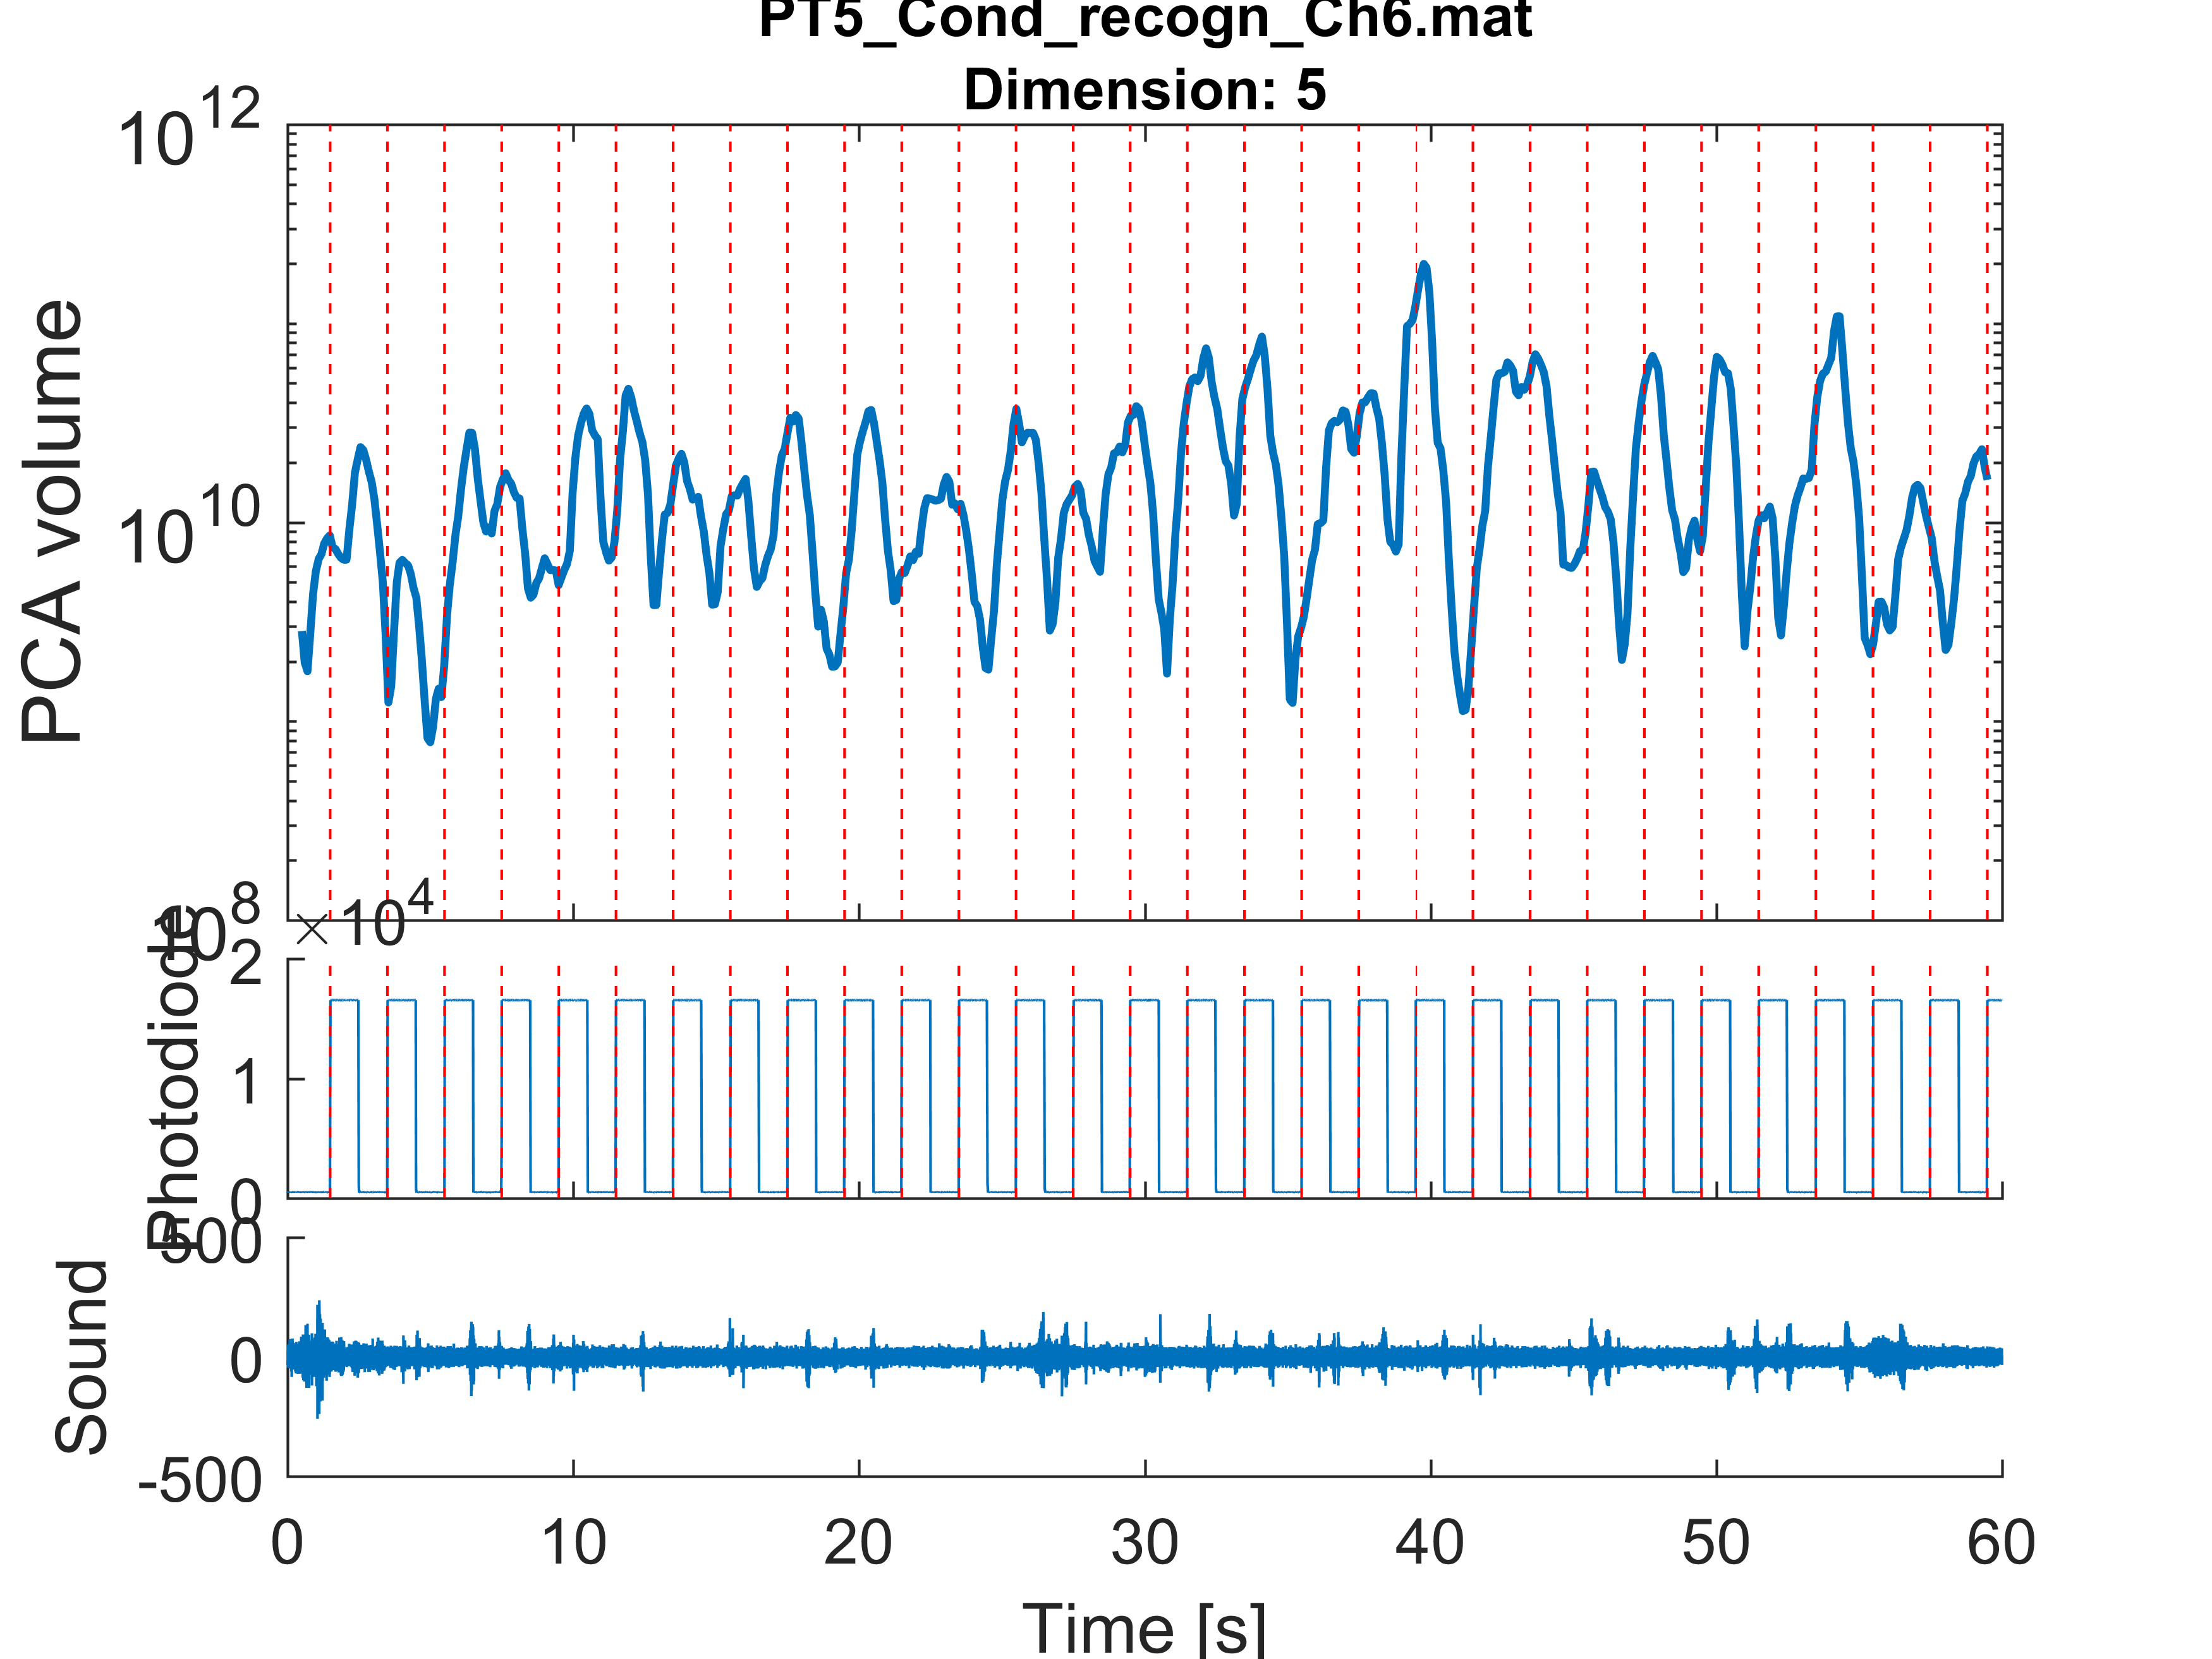 PT5_Cond_recogn_Ch6.mat
Dimension: 5
10^12
10^10
10^8
PCA volume
×10^4
2
1
0
Photodiode
500
0
-500
Sound
0 10 20 30 40 50 60
Time [s]